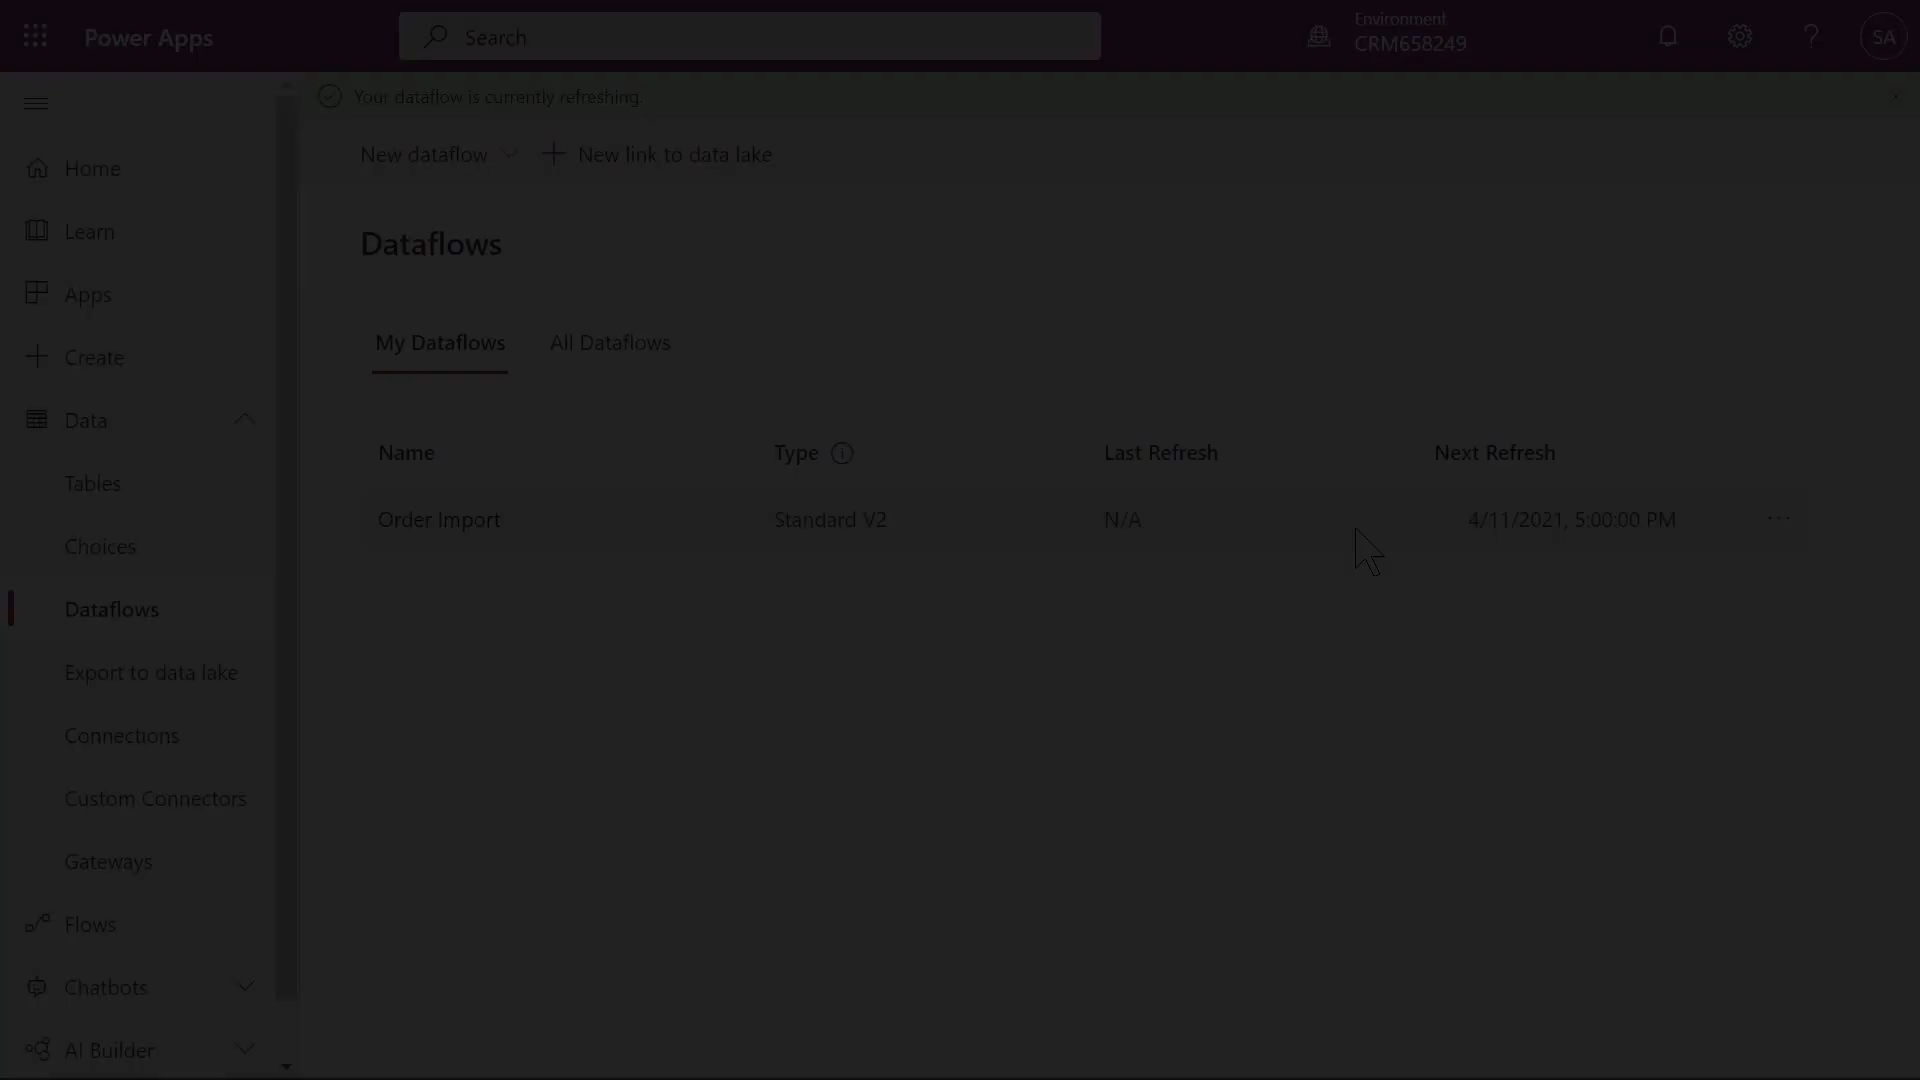 Power Apps
Search
Environment
CRM658249
SA
Your dataflow is currently refreshing.
New dataflow
New link to data lake
Home
Learn
Apps
Create
Data
Tables
Choices
Dataflows
Export to data lake
Connections
Custom Connectors
Gateways
Flows
Chatbots
AI Builder
Dataflows
My Dataflows All Dataflows
Name Type Last Refresh Next Refresh
Order Import Standard V2 N/A 4/11/2021, 5:00:00 PM